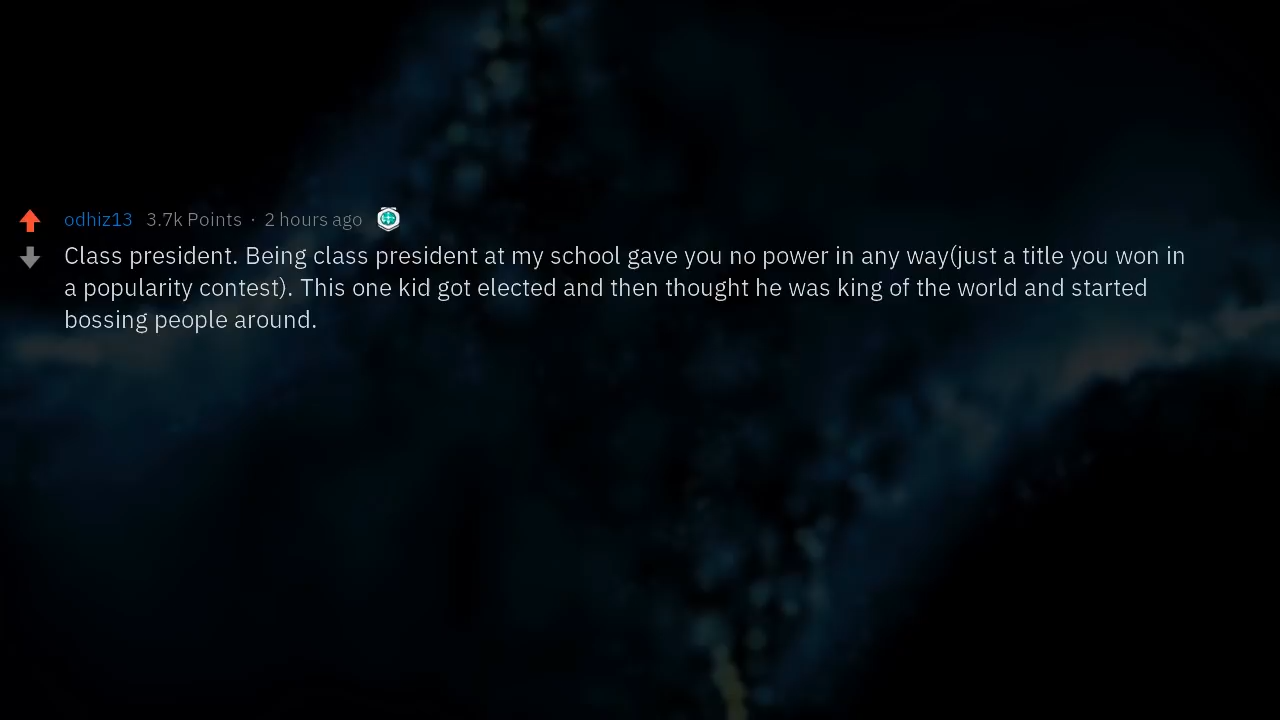 odhiz13 3.7k Points · 2 hours ago
Class president. Being class president at my school gave you no power in any way(just a title you won in
a popularity contest). This one kid got elected and then thought he was king of the world and started
bossing people around.